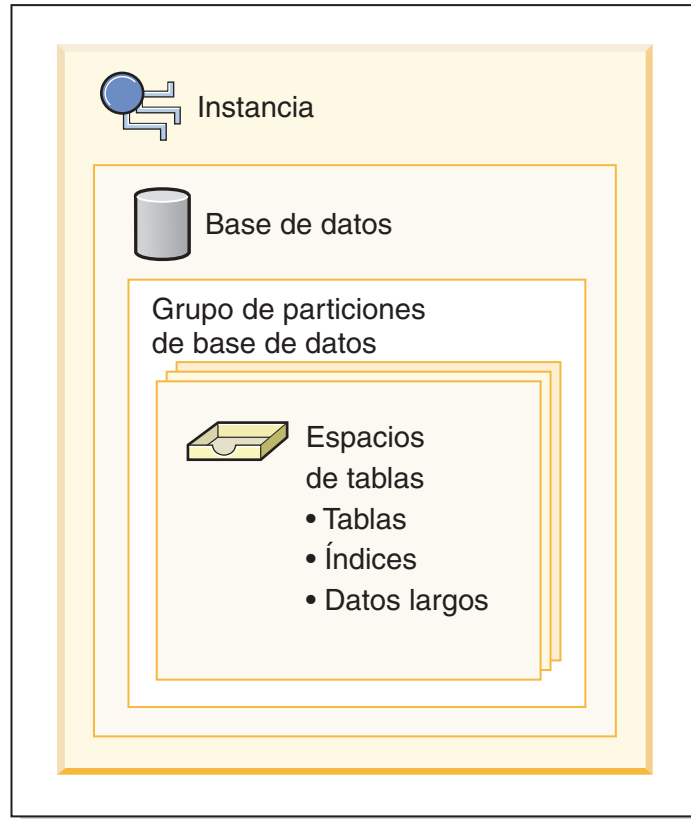 Instancia
Base de datos
Grupo de particiones
de base de datos
Espacios
de tablas
• Tablas
• Índices
• Datos largos